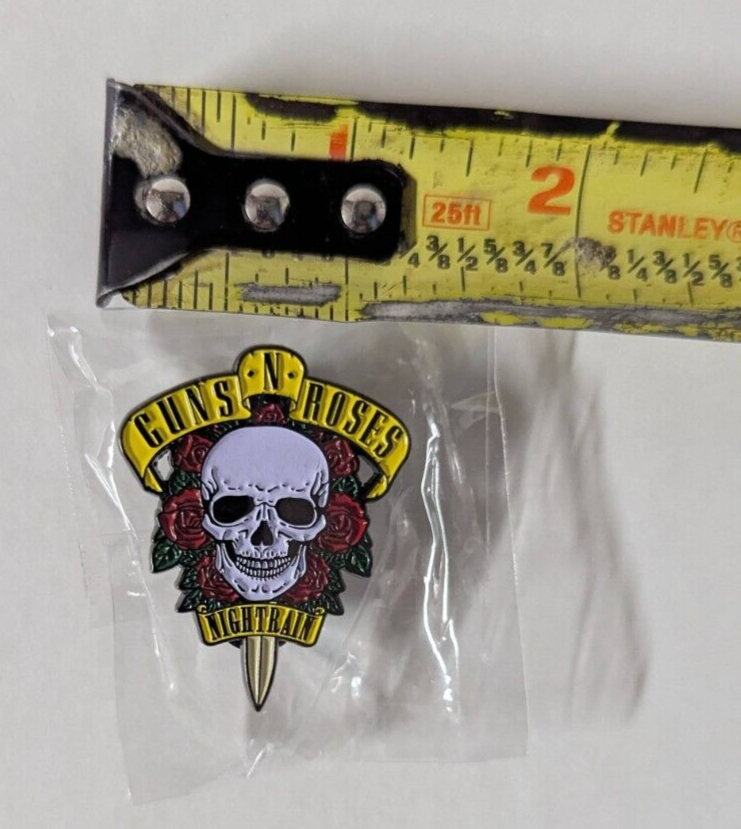 1
2
25ft
STANLEY®
1/4 3/8 1/2 5/8 3/4 7/8 1/4 3/8 1/2 5/8
GUNS · N · ROSES
NIGHTRAIN